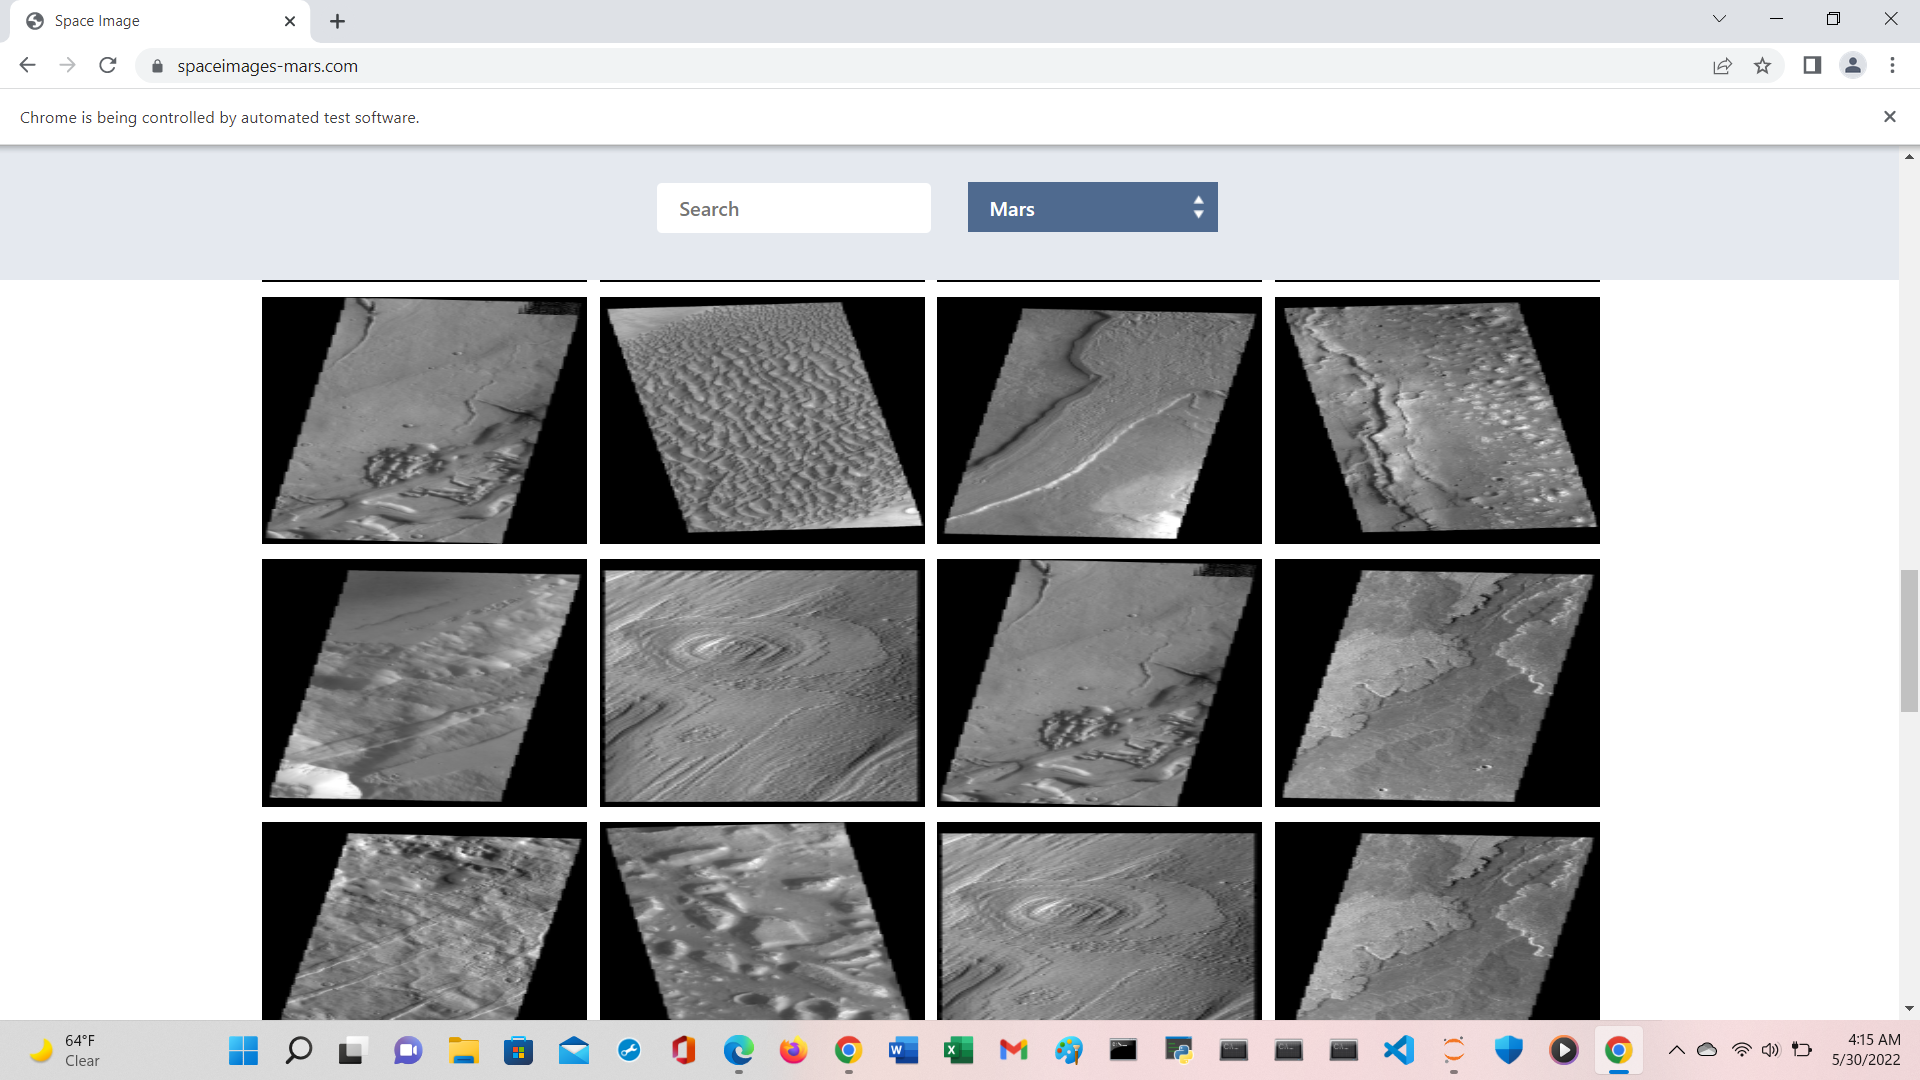 Space Image
spaceimages-mars.com
Chrome is being controlled by automated test software.
Search
Mars
64°F
Clear
4:15 AM
5/30/2022